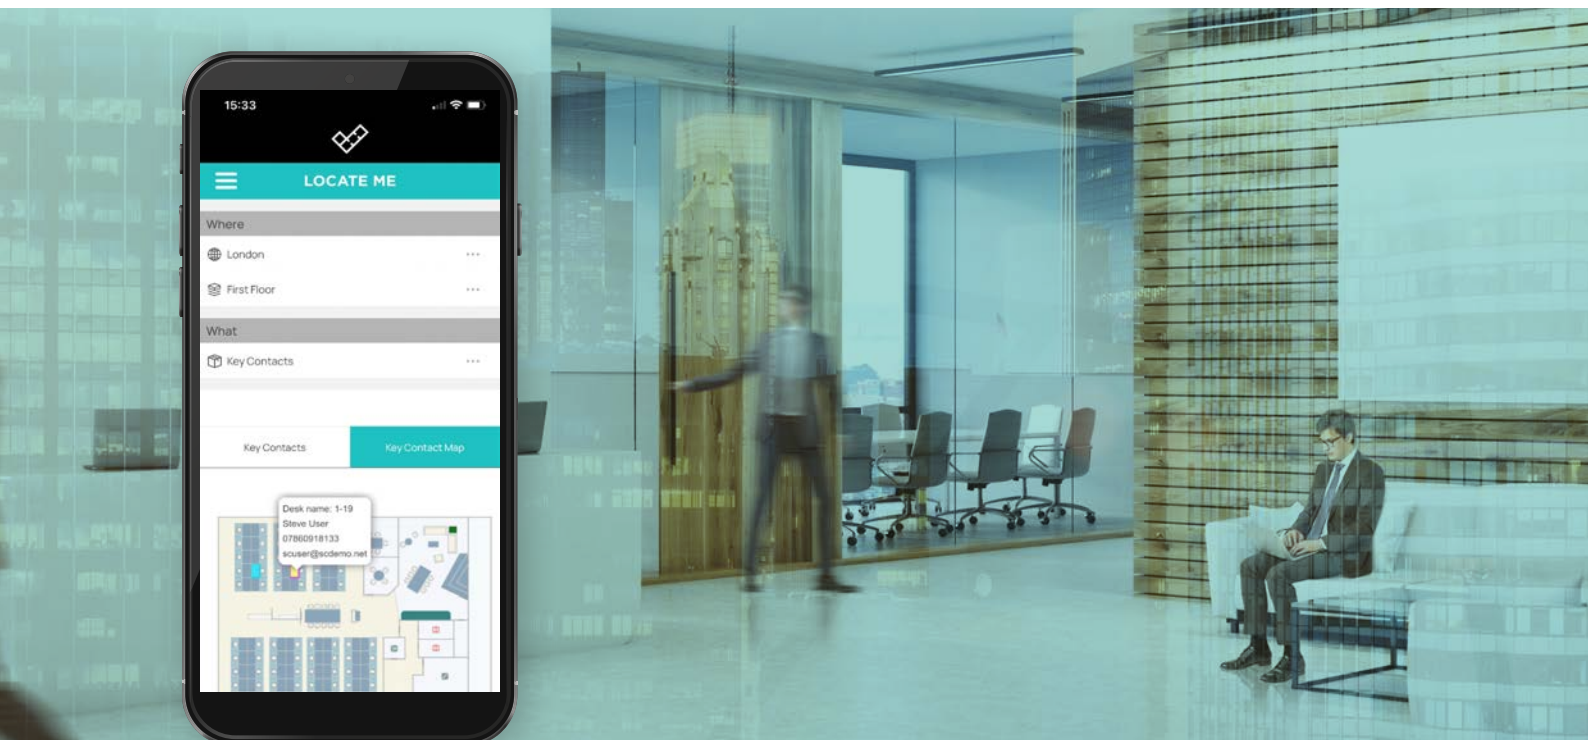 15:33
LOCATE ME
Where
London
First Floor
What
Key Contacts
Key Contacts
Key Contact Map
Desk name: 1-19
Steve User
07860918133
scuser@scdemo.net